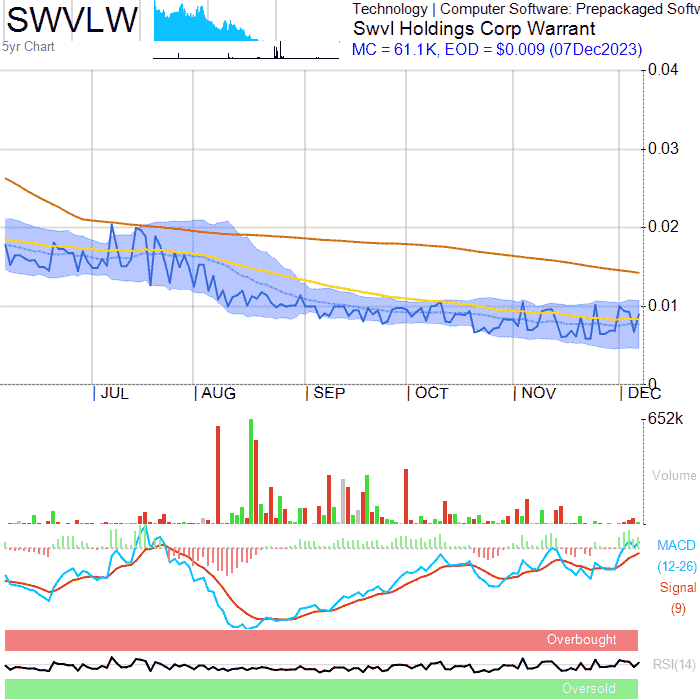 SWVLW
5yr Chart
Technology | Computer Software: Prepackaged Softw
Swvl Holdings Corp Warrant
MC = 61.1K, EOD = $0.009 (07Dec2023)
0.04
0.03
0.02
0.01
0
JUL AUG SEP OCT NOV DEC
652k
Volume
MACD
(12-26)
Signal
(9)
Overbought
RSI(14)
Oversold